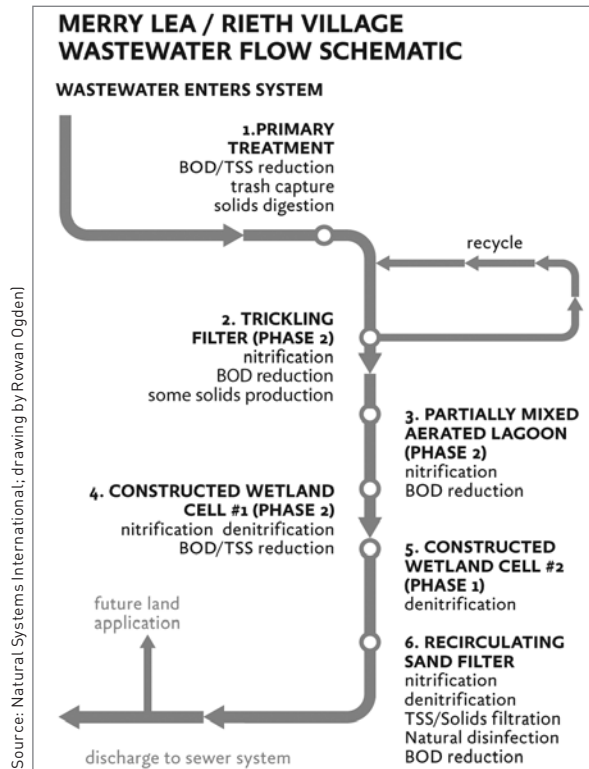 MERRY LEA / RIETH VILLAGE
WASTEWATER FLOW SCHEMATIC
WASTEWATER ENTERS SYSTEM
1.PRIMARY
TREATMENT
BOD/TSS reduction
trash capture
solids digestion
recycle
2. TRICKLING
FILTER (PHASE 2)
nitrification
BOD reduction
some solids production
3. PARTIALLY MIXED
AERATED LAGOON
(PHASE 2)
nitrification
BOD reduction
4. CONSTRUCTED WETLAND
CELL #1 (PHASE 2)
nitrification denitrification
BOD/TSS reduction
5. CONSTRUCTED
WETLAND CELL #2
(PHASE 1)
denitrification
future land
application
6. RECIRCULATING
SAND FILTER
nitrification
denitrification
TSS/Solids filtration
Natural disinfection
BOD reduction
discharge to sewer system
Source: Natural Systems International; drawing by Rowan Ogden)